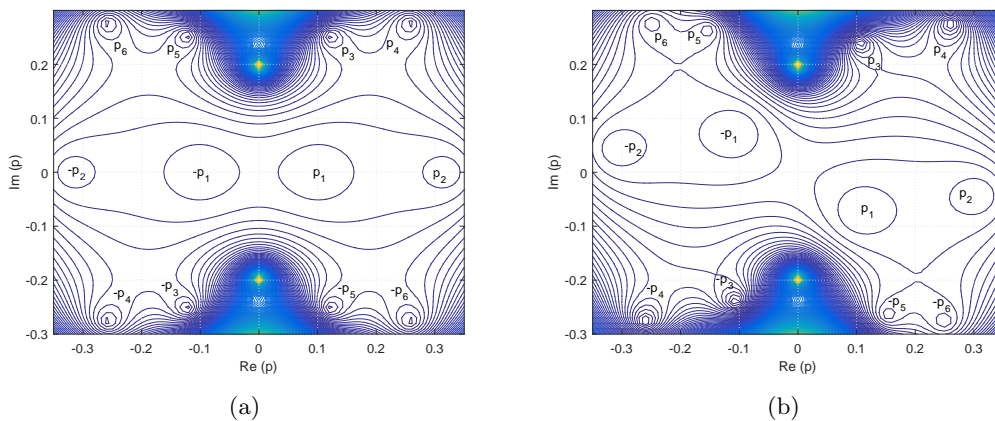 p6 p5 p3 p4
0.2
0.1
Im (p)
0
-p2 -p1 p1 p2
-0.1
-0.2
-p4 -p3 -p5 -p6
-0.3
-0.3 -0.2 -0.1 0 0.1 0.2 0.3
Re (p)
(a)
p6 p5 p3 p4
0.2
0.1
Im (p)
0
-p2 -p1 p1 p2
-0.1
-0.2
-p4 -p3 -p5 -p6
-0.3
-0.3 -0.2 -0.1 0 0.1 0.2 0.3
Re (p)
(b)